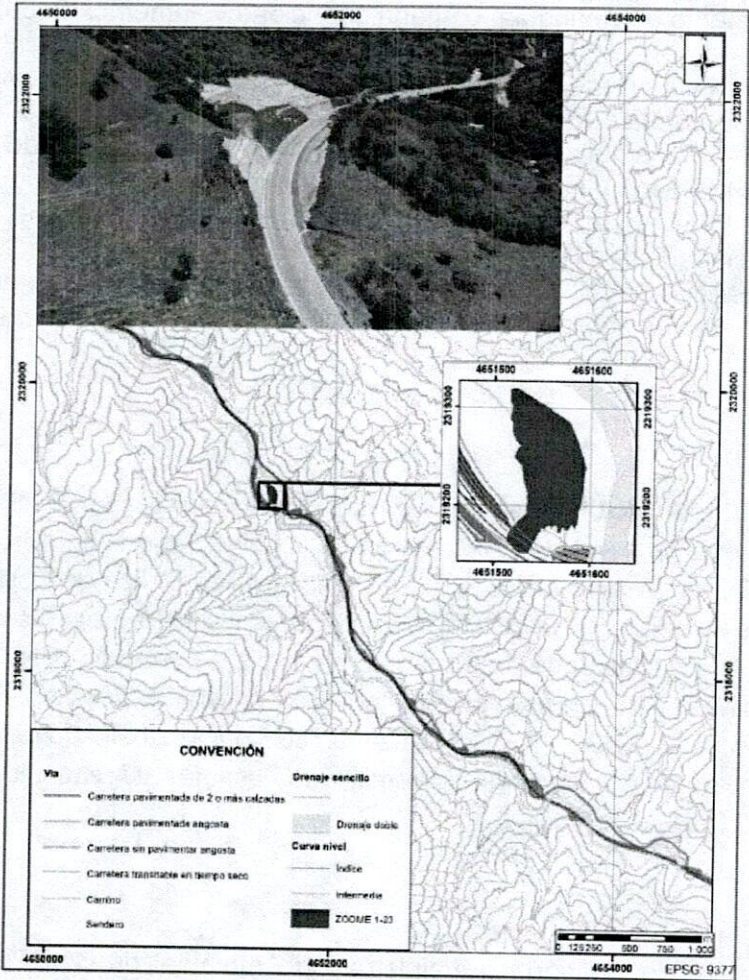 4650000 4652000 4654000
2322000 2322000
2320000 2320000
4651500 4651600
2319300 2319300
2319200 2319200
4651500 4651600
2318000 2318000
CONVENCIÓN
Vía
Carretera pavimentada de 2 o más calzadas
Carretera pavimentada angosta
Carretera sin pavimentar angosta
Carretera transitable en tiempo seco
Camino
Sendero
Drenaje sencillo
Drenaje doble
Curva nivel
Índice
Intermedia
ZODME 1-23
0 125 250 500 750 1.000
4650000 4652000 4654000
EPSG: 9377